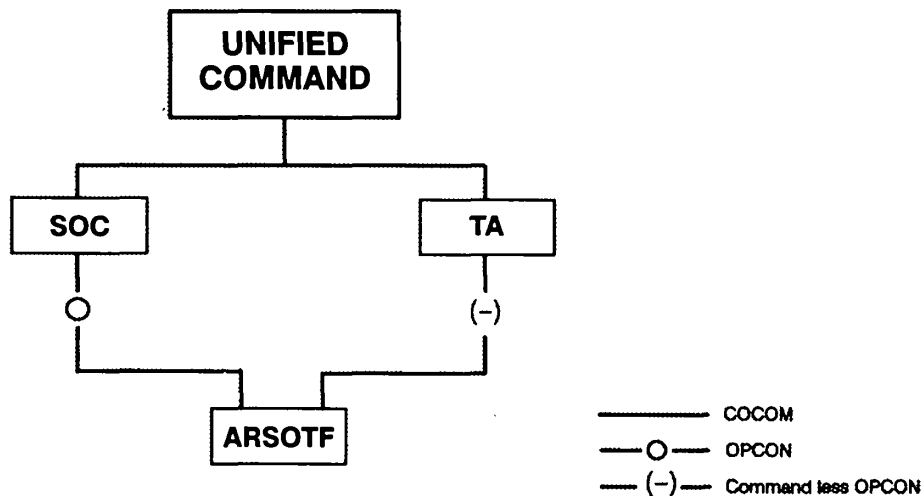 UNIFIED
COMMAND
SOC
TA
(-)
ARSOTF
COCOM
OPCON
(-)
Command less OPCON